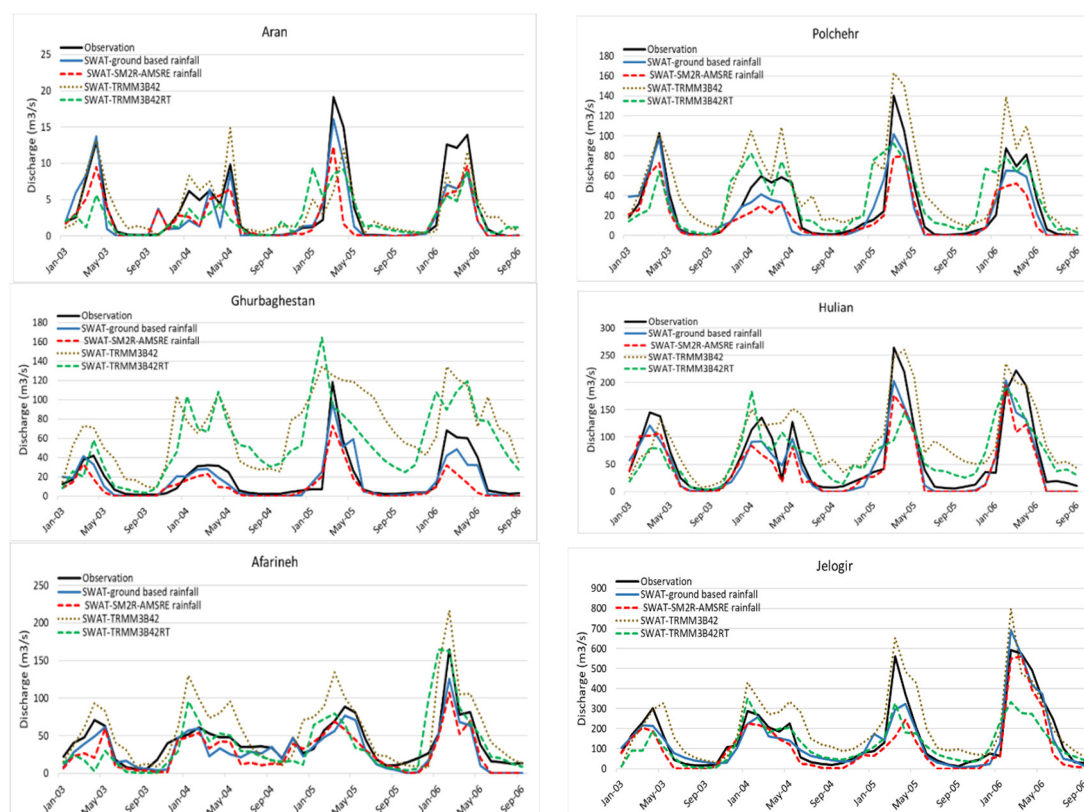 Aran
25
20
15
10
5
0
Discharge (m3/s)
Observation
SWAT-ground based rainfall
SWAT-SM2R-AMSRE rainfall
SWAT-TRMM3B42
SWAT-TRMM3B42RT
Jan-03
May-03
Sep-03
Jan-04
May-04
Sep-04
Jan-05
May-05
Sep-05
Jan-06
May-06
Sep-06
Polchehr
200
180
160
140
120
100
80
60
40
20
0
Discharge (m3/s)
Observation
SWAT-ground based rainfall
SWAT-SM2R-AMSRE rainfall
SWAT-TRMM3B42
SWAT-TRMM3B42RT
Jan-03
May-03
Sep-03
Jan-04
May-04
Sep-04
Jan-05
May-05
Sep-05
Jan-06
May-06
Sep-06
Ghurbaghestan
180
160
140
120
100
80
60
40
20
0
Discharge (m3/s)
Observation
SWAT-ground based rainfall
SWAT-SM2R-AMSRE rainfall
SWAT-TRMM3B42
SWAT-TRMM3B42RT
Jan-03
May-03
Sep-03
Jan-04
May-04
Sep-04
Jan-05
May-05
Sep-05
Jan-06
May-06
Sep-06
Hulian
300
250
200
150
100
50
0
Discharge (m3/s)
Observation
SWAT-ground based rainfall
SWAT-SM2R-AMSRE rainfall
SWAT-TRMM3B42
SWAT-TRMM3B42RT
Jan-03
May-03
Sep-03
Jan-04
May-04
Sep-04
Jan-05
May-05
Sep-05
Jan-06
May-06
Sep-06
Afarineh
250
200
150
100
50
0
Discharge (m3/s)
Observation
SWAT-ground based rainfall
SWAT-SM2R-AMSRE rainfall
SWAT-TRMM3B42
SWAT-TRMM3B42RT
Jan-03
May-03
Sep-03
Jan-04
May-04
Sep-04
Jan-05
May-05
Sep-05
Jan-06
May-06
Sep-06
Jelogir
900
800
700
600
500
400
300
200
100
0
Discharge (m3/s)
Observation
SWAT-ground based rainfall
SWAT-SM2R-AMSRE rainfall
SWAT-TRMM3B42
SWAT-TRMM3B42RT
Jan-03
May-03
Sep-03
Jan-04
May-04
Sep-04
Jan-05
May-05
Sep-05
Jan-06
May-06
Sep-06